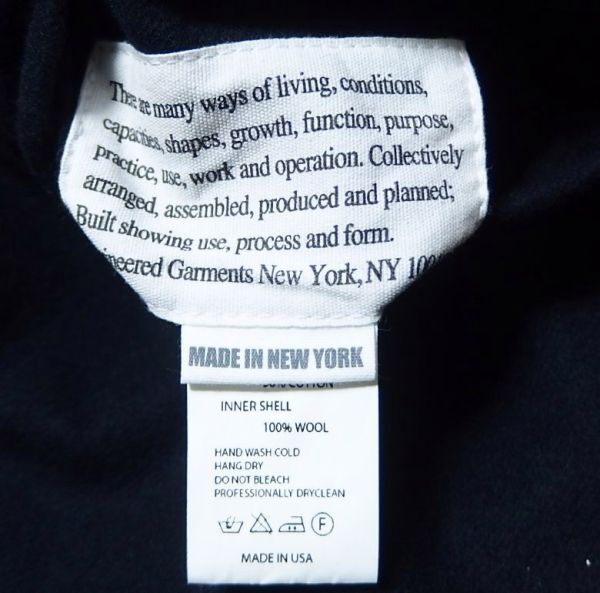 There are many ways of living, conditions,
capacities, shapes, growth, function, purpose,
practice, use, work and operation. Collectively
arranged, assembled, produced and planned;
Built showing use, process and form.
Garments New York, NY
MADE IN NEW YORK
COTTON
INNER SHELL
100% WOOL
HAND WASH COLD
HANG DRY
DO NOT BLEACH
PROFESSIONALLY DRYCLEAN
F
MADE IN USA